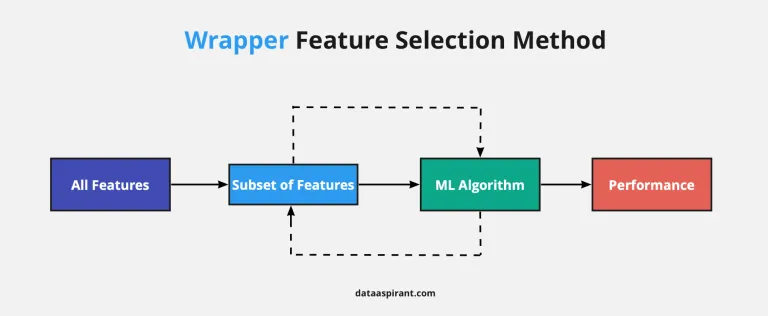 Wrapper Feature Selection Method
All Features
Subset of Features
ML Algorithm
Performance
dataaspirant.com